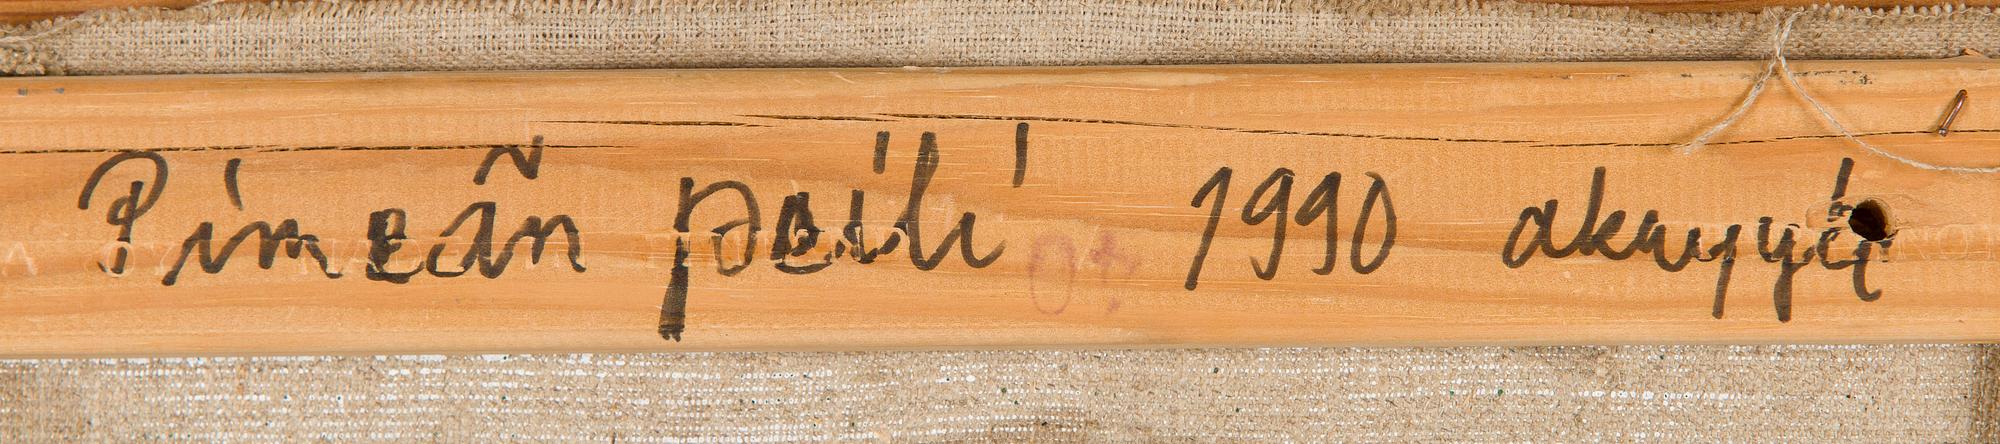 Pimeän peili 1990 akryyli